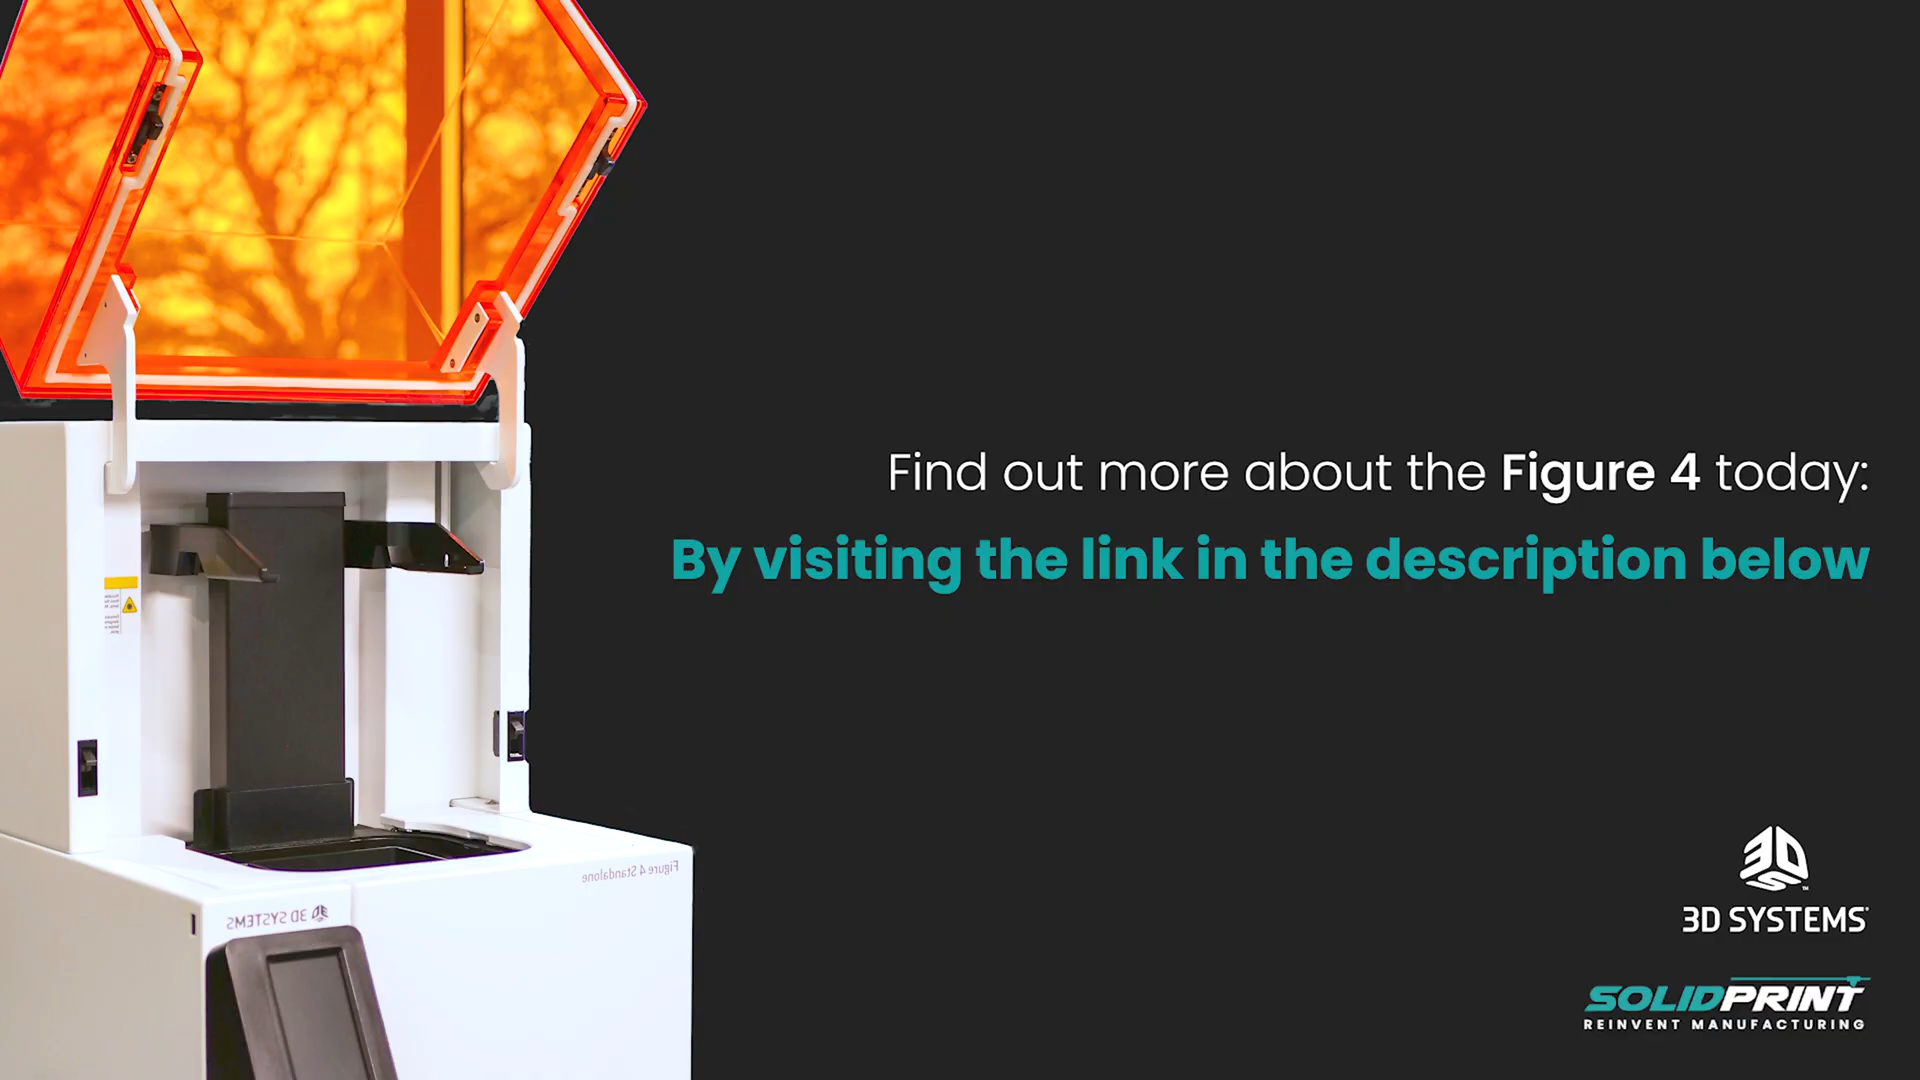 Find out more about the Figure 4 today:
By visiting the link in the description below
Figure 4 Standalone
3D SYSTEMS
3D SYSTEMS
SOLIDPRINT
REINVENT MANUFACTURING